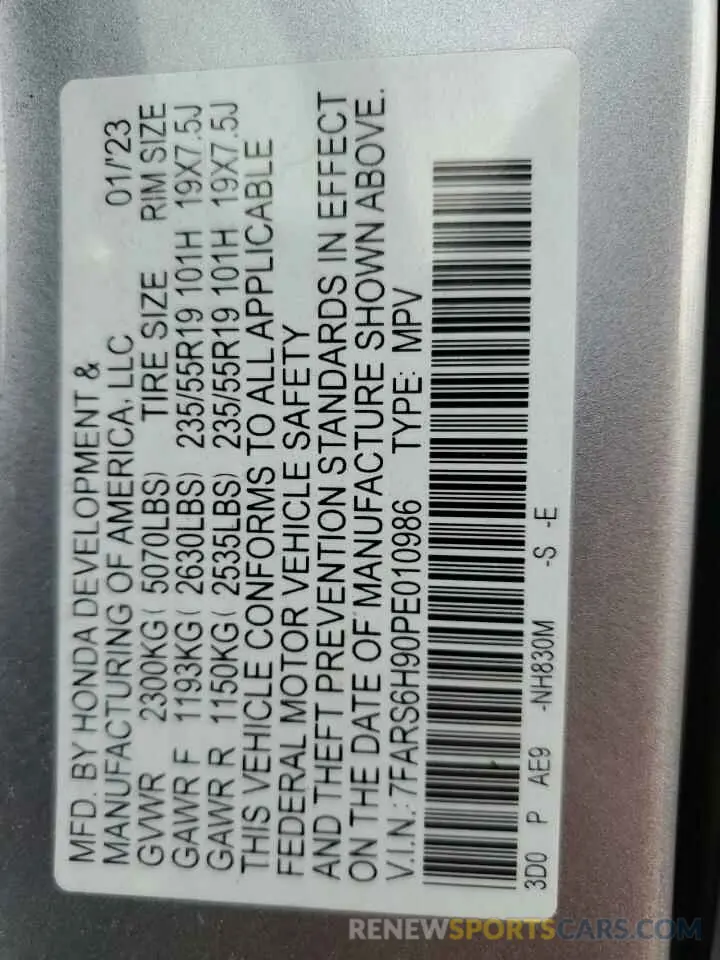 MFD. BY HONDA DEVELOPMENT &
MANUFACTURING OF AMERICA, LLC 01/'23
GVWR 2300KG( 5070LBS) TIRE SIZE RIM SIZE
GAWR F 1193KG( 2630LBS) 235/55R19 101H 19X7.5J
GAWR R 1150KG( 2535LBS) 235/55R19 101H 19X7.5J
THIS VEHICLE CONFORMS TO ALL APPLICABLE
FEDERAL MOTOR VEHICLE SAFETY
AND THEFT PREVENTION STANDARDS IN EFFECT
ON THE DATE OF MANUFACTURE SHOWN ABOVE.
V.I.N.: 7FARS6H90PE010986 TYPE: MPV
3D0 P AE9 -NH830M -S -E
RENEWSPORTSCARS.COM